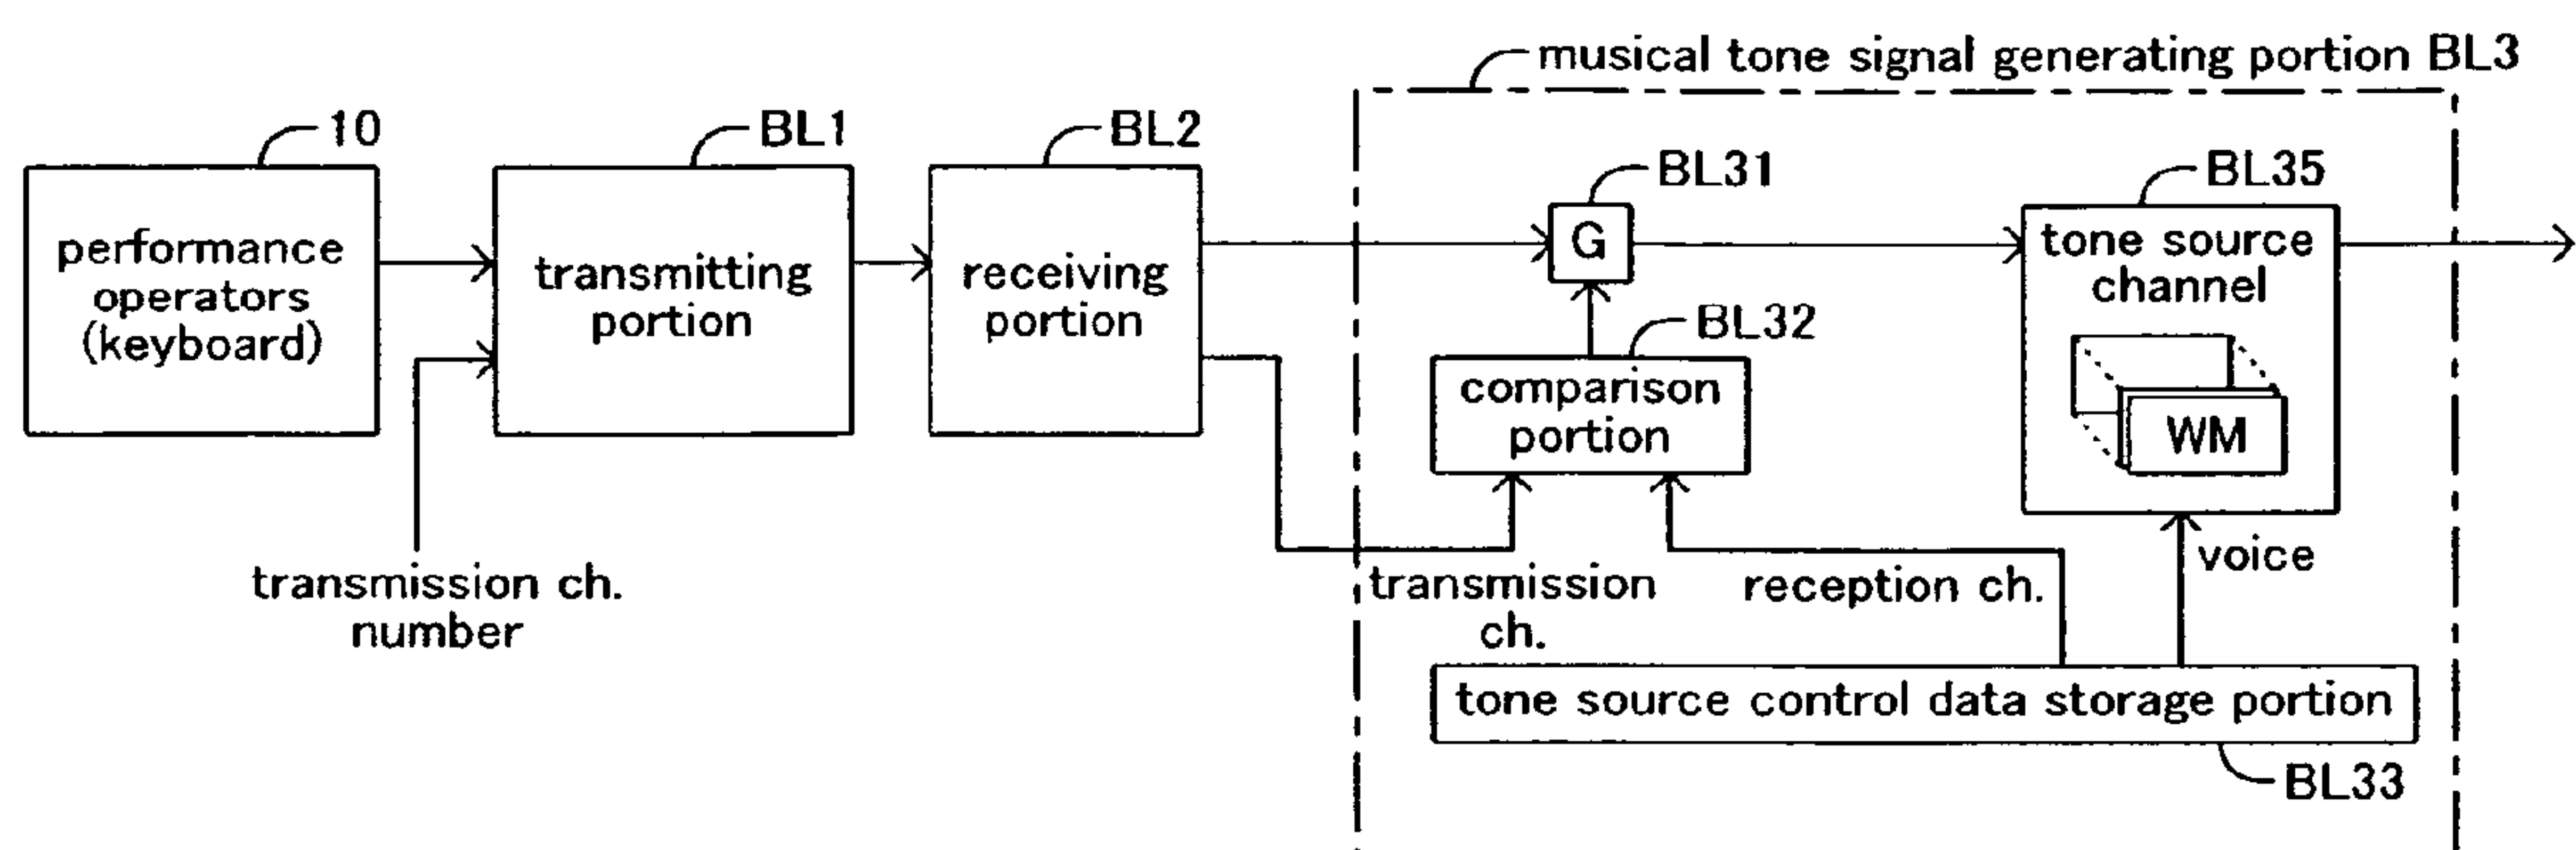 musical tone signal generating portion BL3
10
BL1
BL2
BL31
BL35
performance
operators
(keyboard)
transmitting
portion
receiving
portion
G
tone source
channel
BL32
comparison
portion
WM
transmission ch.
number
transmission
ch.
reception ch.
voice
tone source control data storage portion
BL33